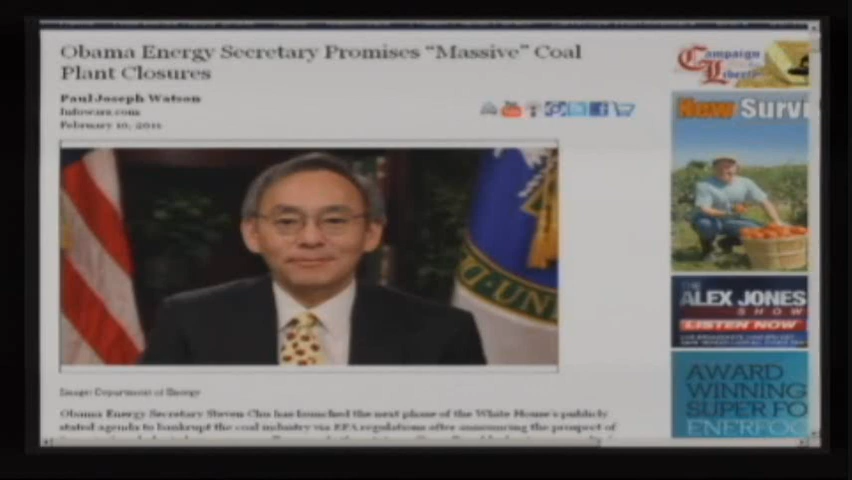 Obama Energy Secretary Promises “Massive” Coal
Plant Closures
Paul Joseph Watson
Infowars.com
February 10, 2011
Campaign
Liberty
New Survi
ALEX JONES
SHOW
LISTEN NOW
AWARD
WINNING
SUPER FO
ENERFOO
Image: Department of Energy
Obama Energy Secretary Steven Chu has launched the next phase of the White House's publicly
stated agenda to bankrupt the coal industry via EPA regulations after announcing the prospect of